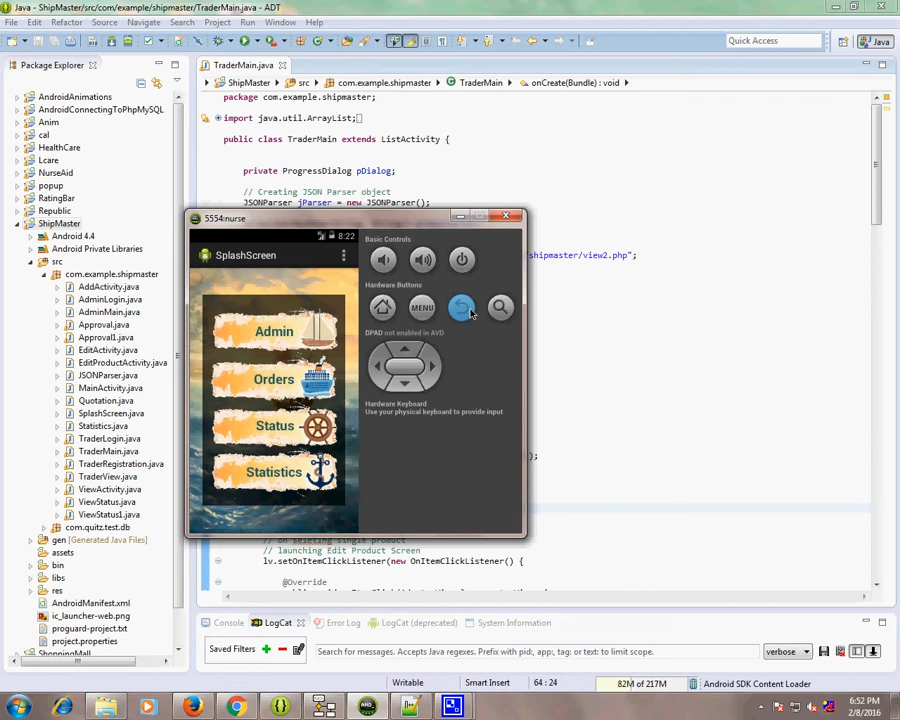 Java - ShipMaster/src/com/example/shipmaster/TraderMain.java - ADT
File Edit Refactor Source Navigate Search Project Run Window Help
Quick Access
Java
Package Explorer
TraderMain.java
ShipMaster src com.example.shipmaster TraderMain onCreate(Bundle) : void
AndroidAnimations
AndroidConnectingToPhpMySQL
Anim
cal
HealthCare
Lcare
NurseAid
popup
RatingBar
Republic
ShipMaster
Android 4.4
Android Private Libraries
src
com.example.shipmaster
AddActivity.java
AdminLogin.java
AdminMain.java
Approval.java
Approval1.java
EditActivity.java
EditProductActivity.java
JSONParser.java
MainActivity.java
Quotation.java
SplashScreen.java
Statistics.java
TraderLogin.java
TraderMain.java
TraderRegistration.java
TraderView.java
ViewActivity.java
ViewStatus.java
ViewStatus1.java
com.quitz.test.db
gen [Generated Java Files]
assets
bin
libs
res
AndroidManifest.xml
ic_launcher-web.png
proguard-project.txt
project.properties
ShoppingMall
package com.example.shipmaster;
import java.util.ArrayList;
public class TraderMain extends ListActivity {
private ProgressDialog pDialog;
// Creating JSON Parser object
JSONParser jParser = new JSONParser();
shipmaster/view2.php";
);
// on seleting single product
// launching Edit Product Screen
lv.setOnItemClickListener(new OnItemClickListener() {
@Override
5554:nurse
8:22
SplashScreen
Admin
Orders
Status
Statistics
Basic Controls
Hardware Buttons
MENU
DPAD not enabled in AVD
Hardware Keyboard
Use your physical keyboard to provide input
Console LogCat Error Log LogCat (deprecated) System Information
Saved Filters
Search for messages. Accepts Java regexes. Prefix with pid:, app:, tag: or text: to limit scope.
verbose
Writable Smart Insert 64 : 24 82M of 217M Android SDK Content Loader
6:52 PM
2/8/2016